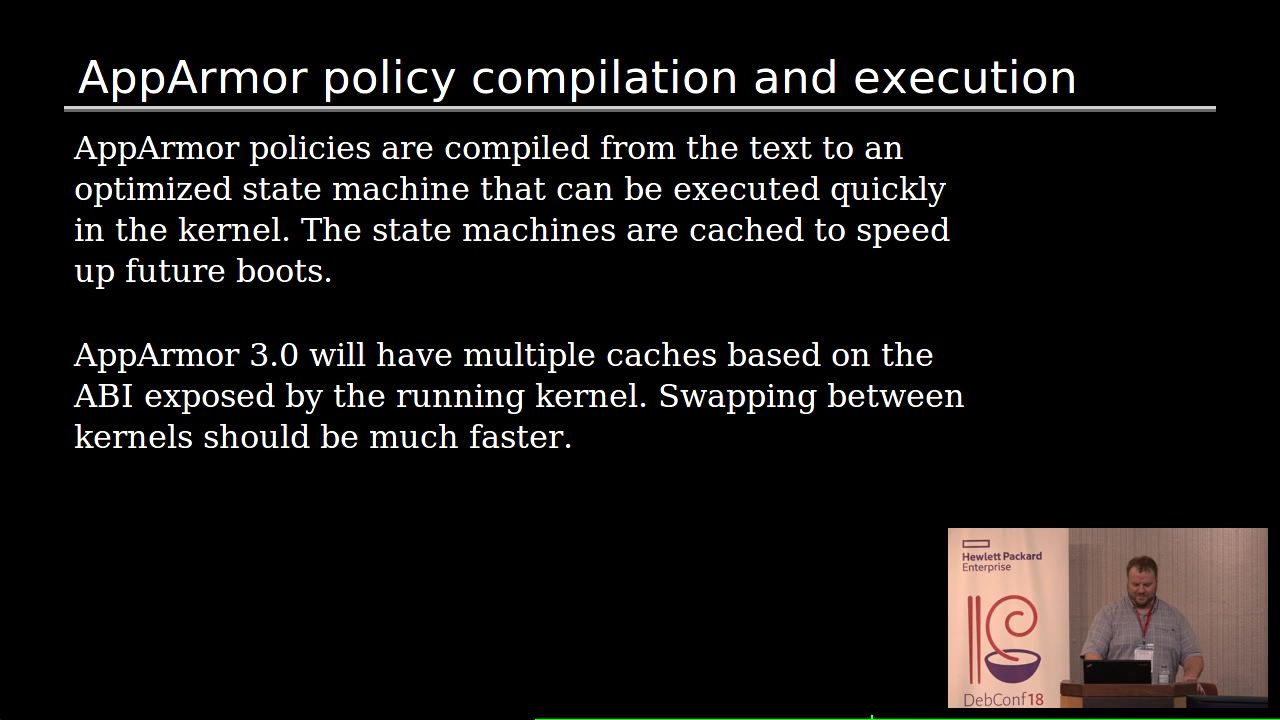 AppArmor policy compilation and execution
AppArmor policies are compiled from the text to an
optimized state machine that can be executed quickly
in the kernel. The state machines are cached to speed
up future boots.
AppArmor 3.0 will have multiple caches based on the
ABI exposed by the running kernel. Swapping between
kernels should be much faster.
Hewlett Packard
Enterprise
DebConf18